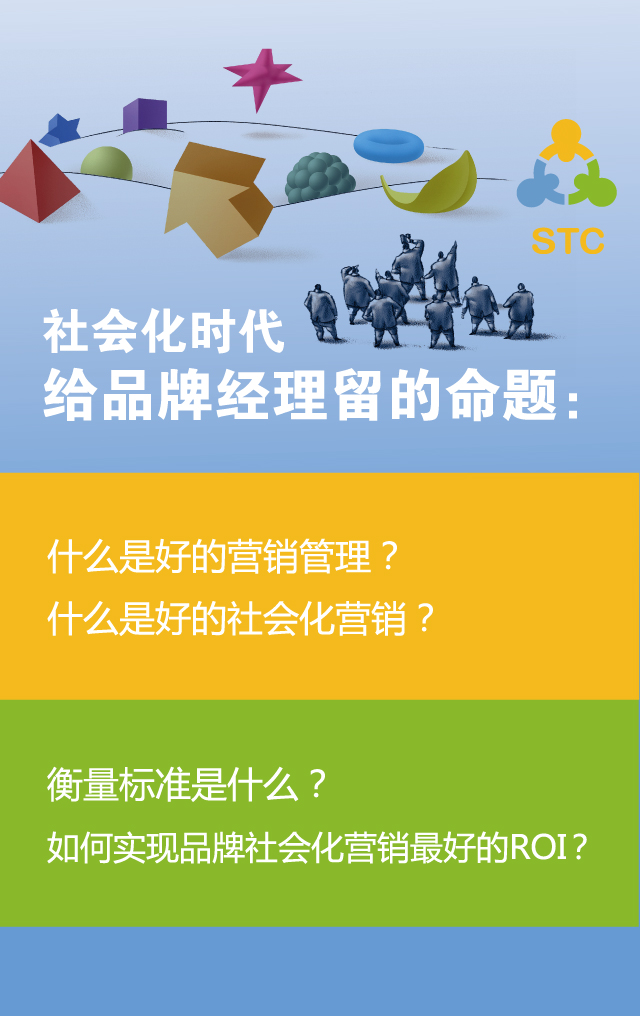 STC
社会化时代
给品牌经理留的命题：
什么是好的营销管理？
什么是好的社会化营销？
衡量标准是什么？
如何实现品牌社会化营销最好的ROI？